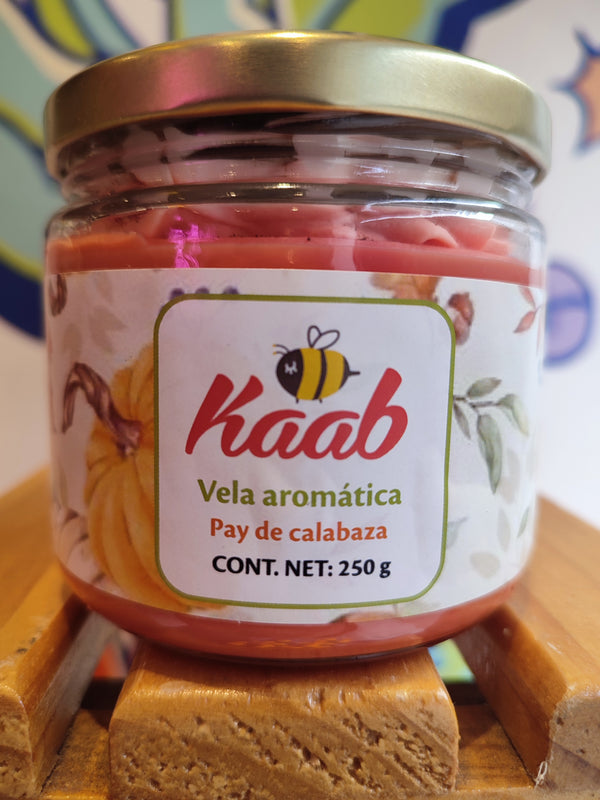 Kaab
Vela aromática
Pay de calabaza
CONT. NET: 250 g